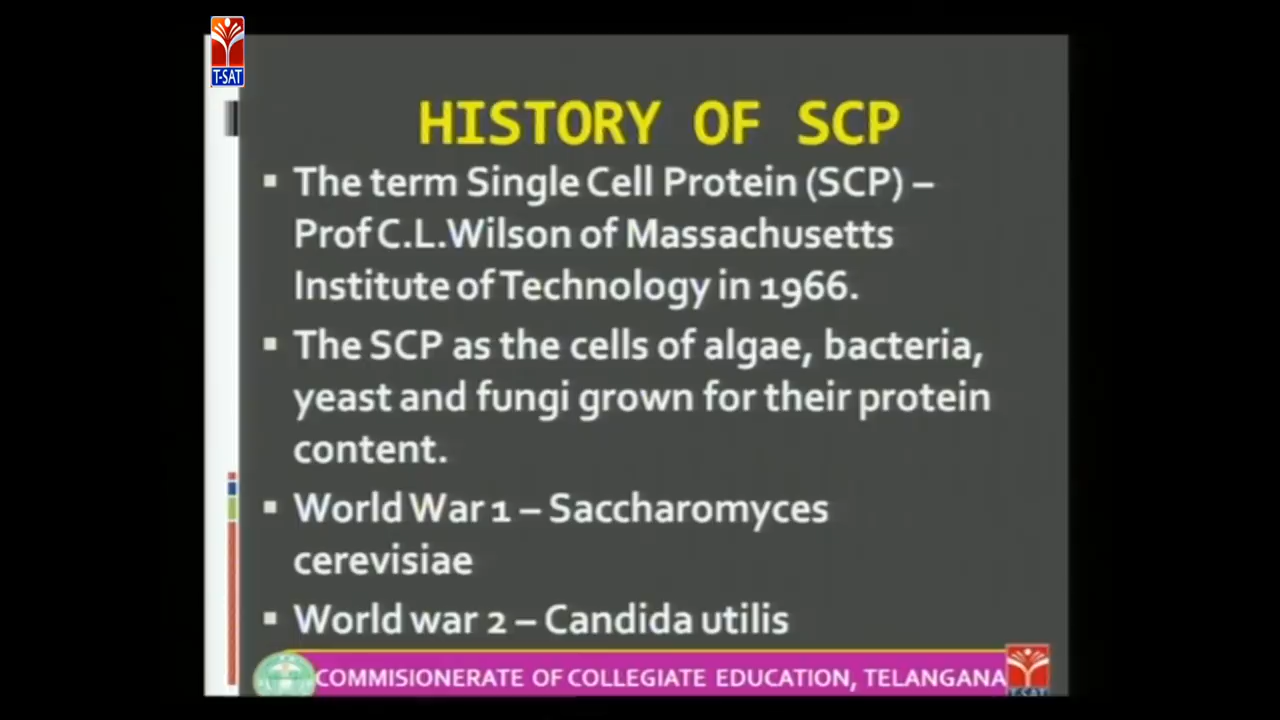 T-SAT
HISTORY OF SCP
▪ The term Single Cell Protein (SCP) –
Prof C.L.Wilson of Massachusetts
Institute of Technology in 1966.
▪ The SCP as the cells of algae, bacteria,
yeast and fungi grown for their protein
content.
▪ World War 1 – Saccharomyces
cerevisiae
▪ World war 2 – Candida utilis
COMMISIONERATE OF COLLEGIATE EDUCATION, TELANGANA
T-SAT